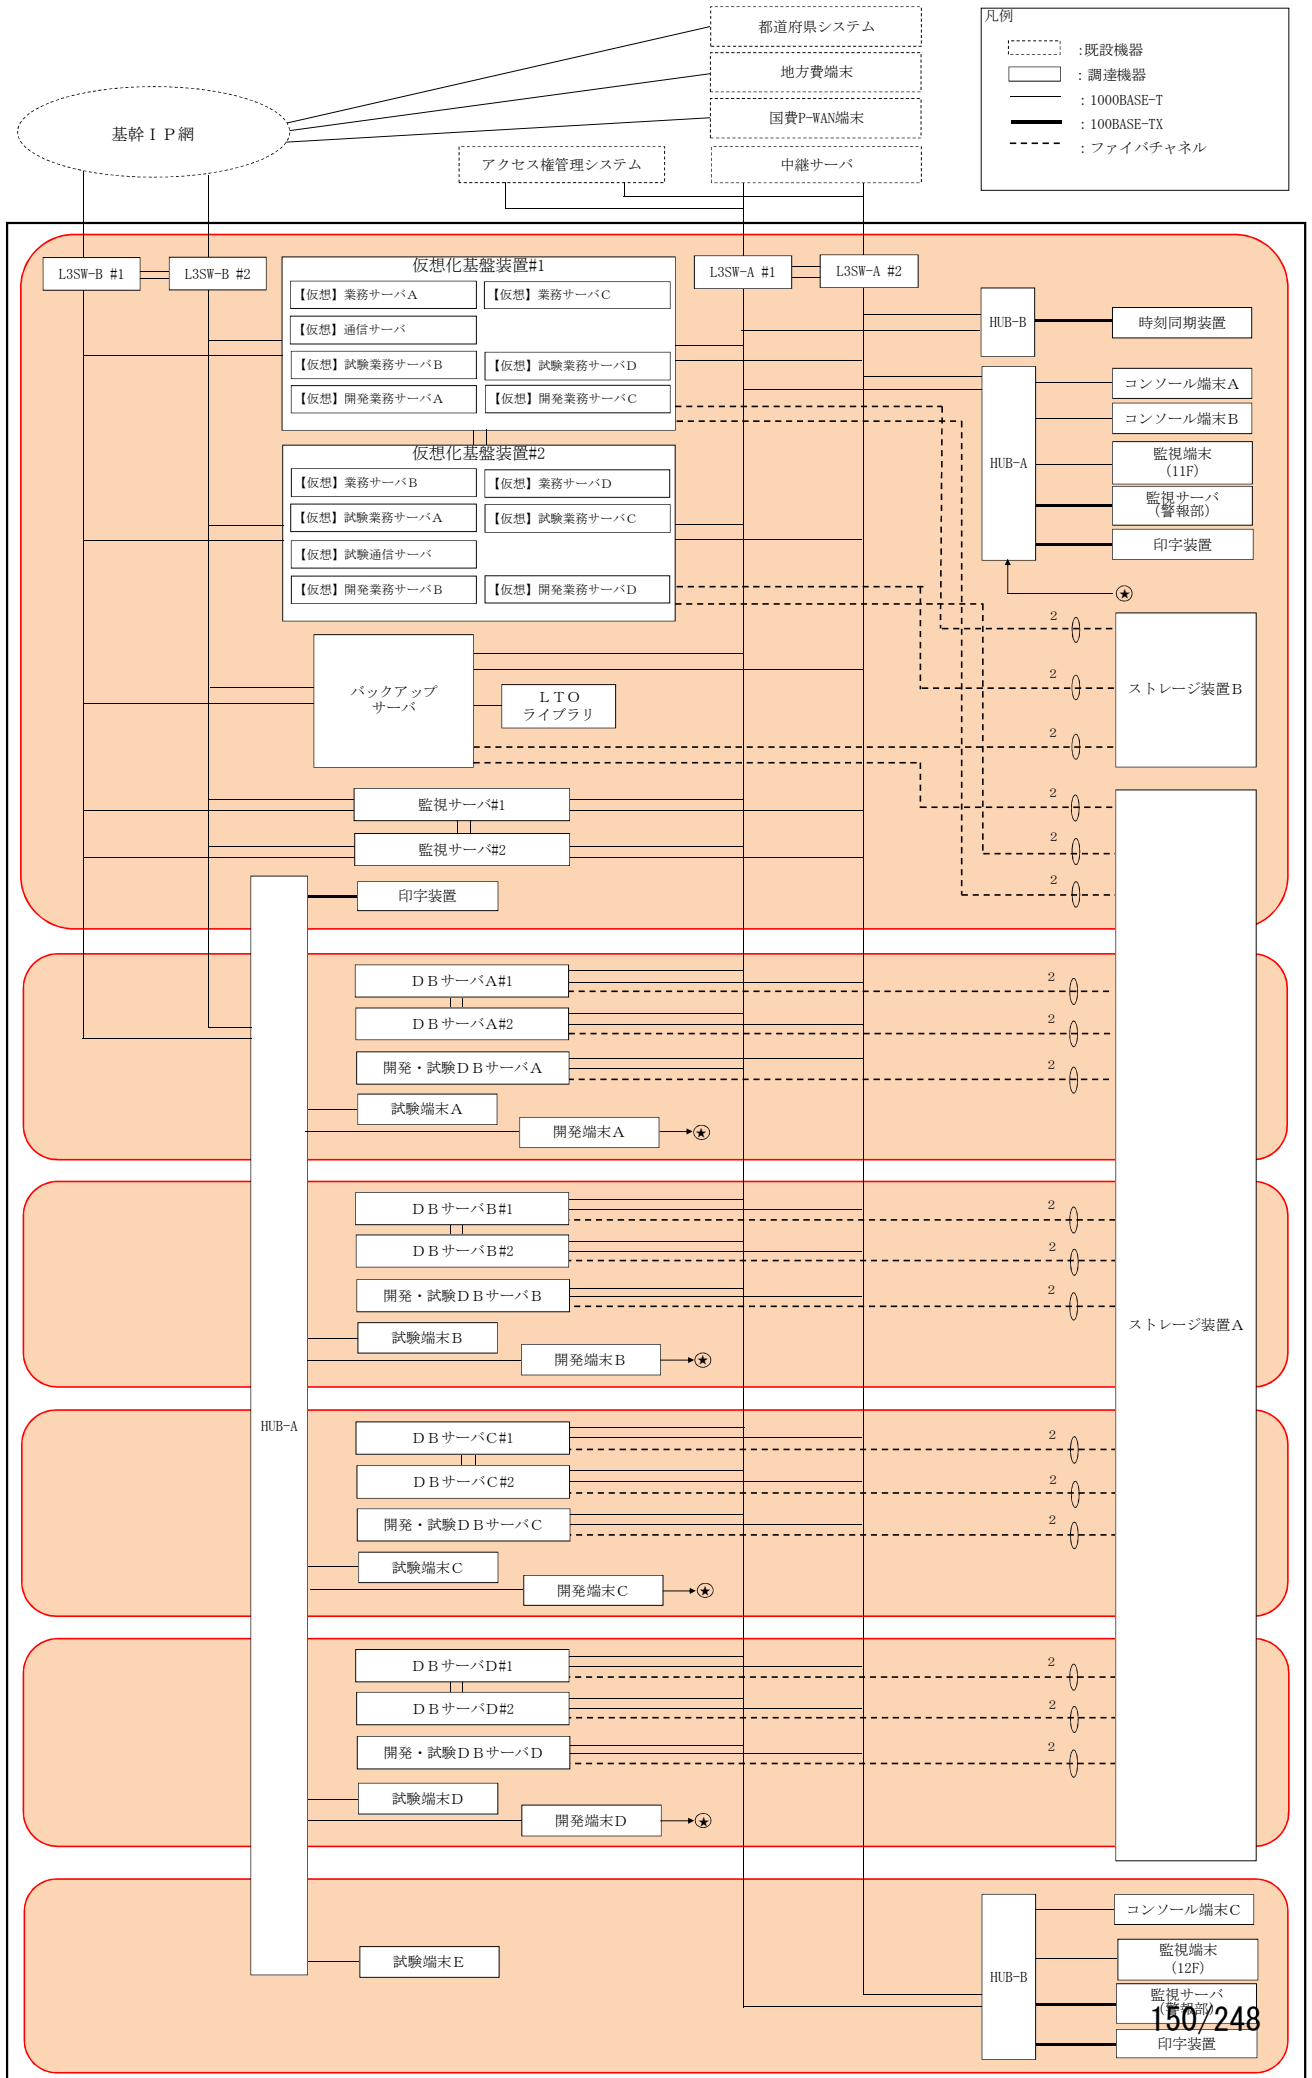 都道府県システム
地方費端末
国費P-WAN端末
中継サーバ
アクセス権管理システム
基幹ＩＰ網
凡例
:既設機器
：調達機器
：1000BASE-T
：100BASE-TX
：ファイバチャネル
L3SW-B #1
L3SW-B #2
L3SW-A #1
L3SW-A #2
仮想化基盤装置#1
【仮想】業務サーバA
【仮想】業務サーバC
【仮想】通信サーバ
【仮想】試験業務サーバB
【仮想】試験業務サーバD
【仮想】開発業務サーバA
【仮想】開発業務サーバC
仮想化基盤装置#2
【仮想】業務サーバB
【仮想】業務サーバD
【仮想】試験業務サーバA
【仮想】試験業務サーバC
【仮想】試験通信サーバ
【仮想】開発業務サーバB
【仮想】開発業務サーバD
HUB-B
時刻同期装置
HUB-A
コンソール端末A
コンソール端末B
監視端末
(11F)
監視サーバ
(警報部)
印字装置
★
バックアップ
サーバ
ＬＴＯ
ライブラリ
2
2
2
ストレージ装置B
監視サーバ#1
監視サーバ#2
印字装置
2
2
2
ＤＢサーバA#1
ＤＢサーバA#2
開発・試験ＤＢサーバA
試験端末A
開発端末A
★
2
2
2
ＤＢサーバB#1
ＤＢサーバB#2
開発・試験ＤＢサーバB
試験端末B
開発端末B
★
2
2
2
ストレージ装置A
HUB-A
ＤＢサーバC#1
ＤＢサーバC#2
開発・試験ＤＢサーバC
試験端末C
開発端末C
★
2
2
2
ＤＢサーバD#1
ＤＢサーバD#2
開発・試験ＤＢサーバD
試験端末D
開発端末D
★
2
2
2
試験端末E
HUB-B
コンソール端末C
監視端末
(12F)
監視サーバ
(警報部)
印字装置
150/248